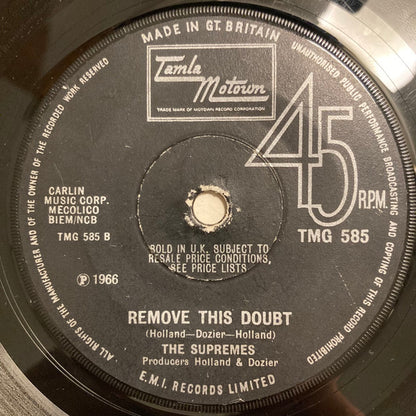 MADE IN GT. BRITAIN
ALL RIGHTS OF THE MANUFACTURER AND OF THE OWNER OF THE RECORDED WORK RESERVED
UNAUTHORISED PUBLIC PERFORMANCE BROADCASTING AND COPYING OF THIS RECORD PROHIBITED
Tamla
Motown
TRADE MARK OF MOTOWN RECORD CORPORATION
45
R.P.M.
CARLIN
MUSIC CORP.
MECOLICO
BIEM/NCB
TMG 585 B
TMG 585
SOLD IN U.K. SUBJECT TO
RESALE PRICE CONDITIONS,
SEE PRICE LISTS
℗ 1966
REMOVE THIS DOUBT
(Holland—Dozier—Holland)
THE SUPREMES
Producers Holland & Dozier
E.M.I. RECORDS LIMITED